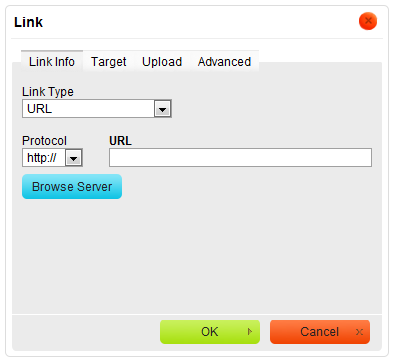 Link
Link Info Target Upload Advanced
Link Type
URL
Protocol URL
http://
Browse Server
OK Cancel